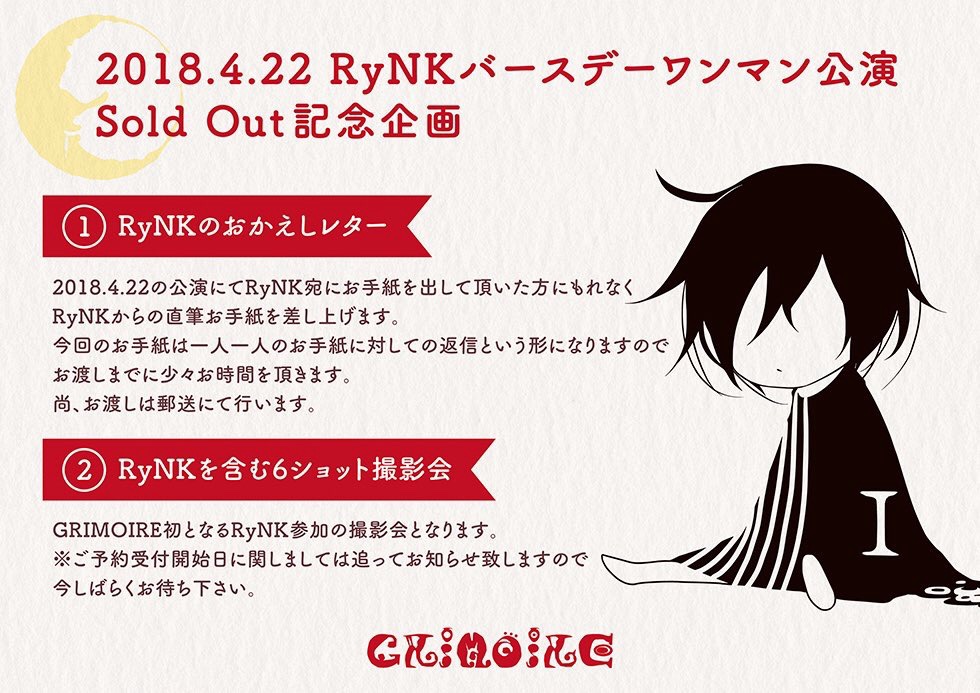 2018.4.22 RyNKバースデーワンマン公演
Sold Out記念企画
① RyNKのおかえしレター
2018.4.22の公演にてRyNK宛にお手紙を出して頂いた方にもれなく
RyNKからの直筆お手紙を差し上げます。
今回のお手紙は一人一人のお手紙に対しての返信という形になりますので
お渡しまでに少々お時間を頂きます。
尚、お渡しは郵送にて行います。
② RyNKを含む6ショット撮影会
GRIMOIRE初となるRyNK参加の撮影会となります。
※ご予約受付開始日に関しましては追ってお知らせ致しますので
今しばらくお待ち下さい。
I
GRiMOiRE